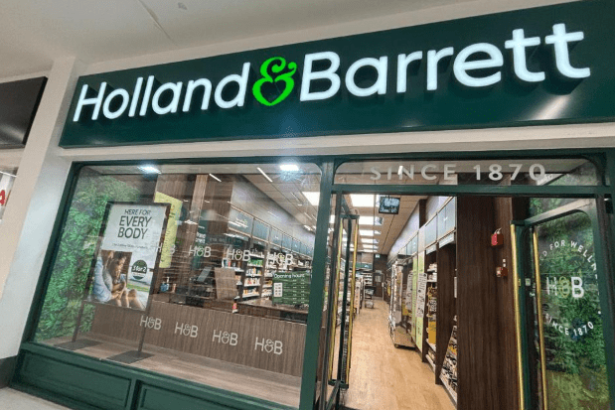 Holland&Barrett
SINCE 1870
HERE FOR
EVERY
BODY
H&B H&B H&B
H&B H&B H&B H&B
H&B
SINCE 1870